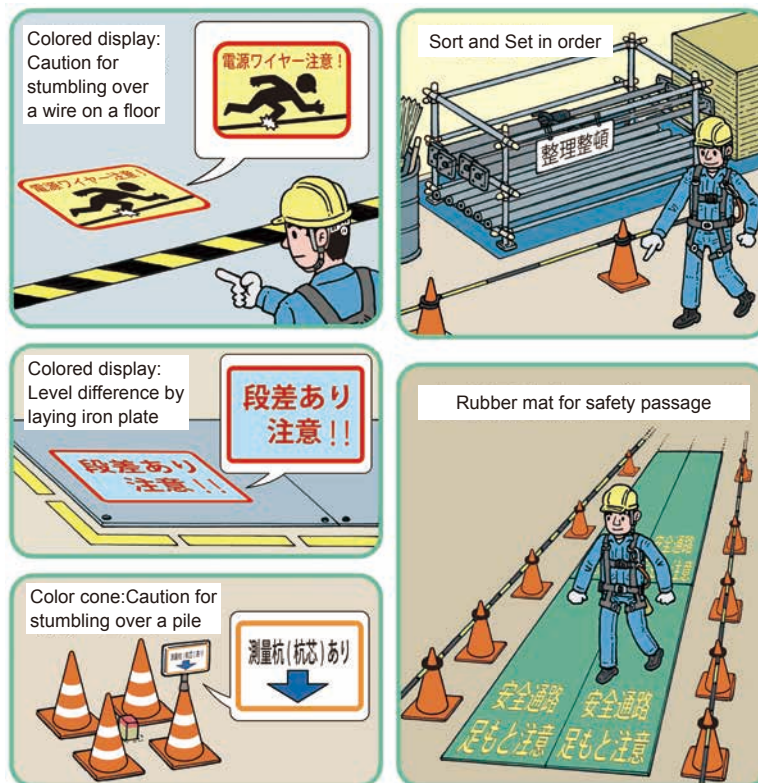 Colored display:
Caution for
stumbling over
a wire on a floor
電源ワイヤー注意!
電源ワイヤー注意!
Sort and Set in order
整理整頓
Colored display:
Level difference by
laying iron plate
段差あり
注意!!
段差あり
注意!!
Color cone:Caution for
stumbling over a pile
測量杭(杭芯)あり
Rubber mat for safety passage
安全通路
安全通路
足もと注意
安全通路
足もと注意